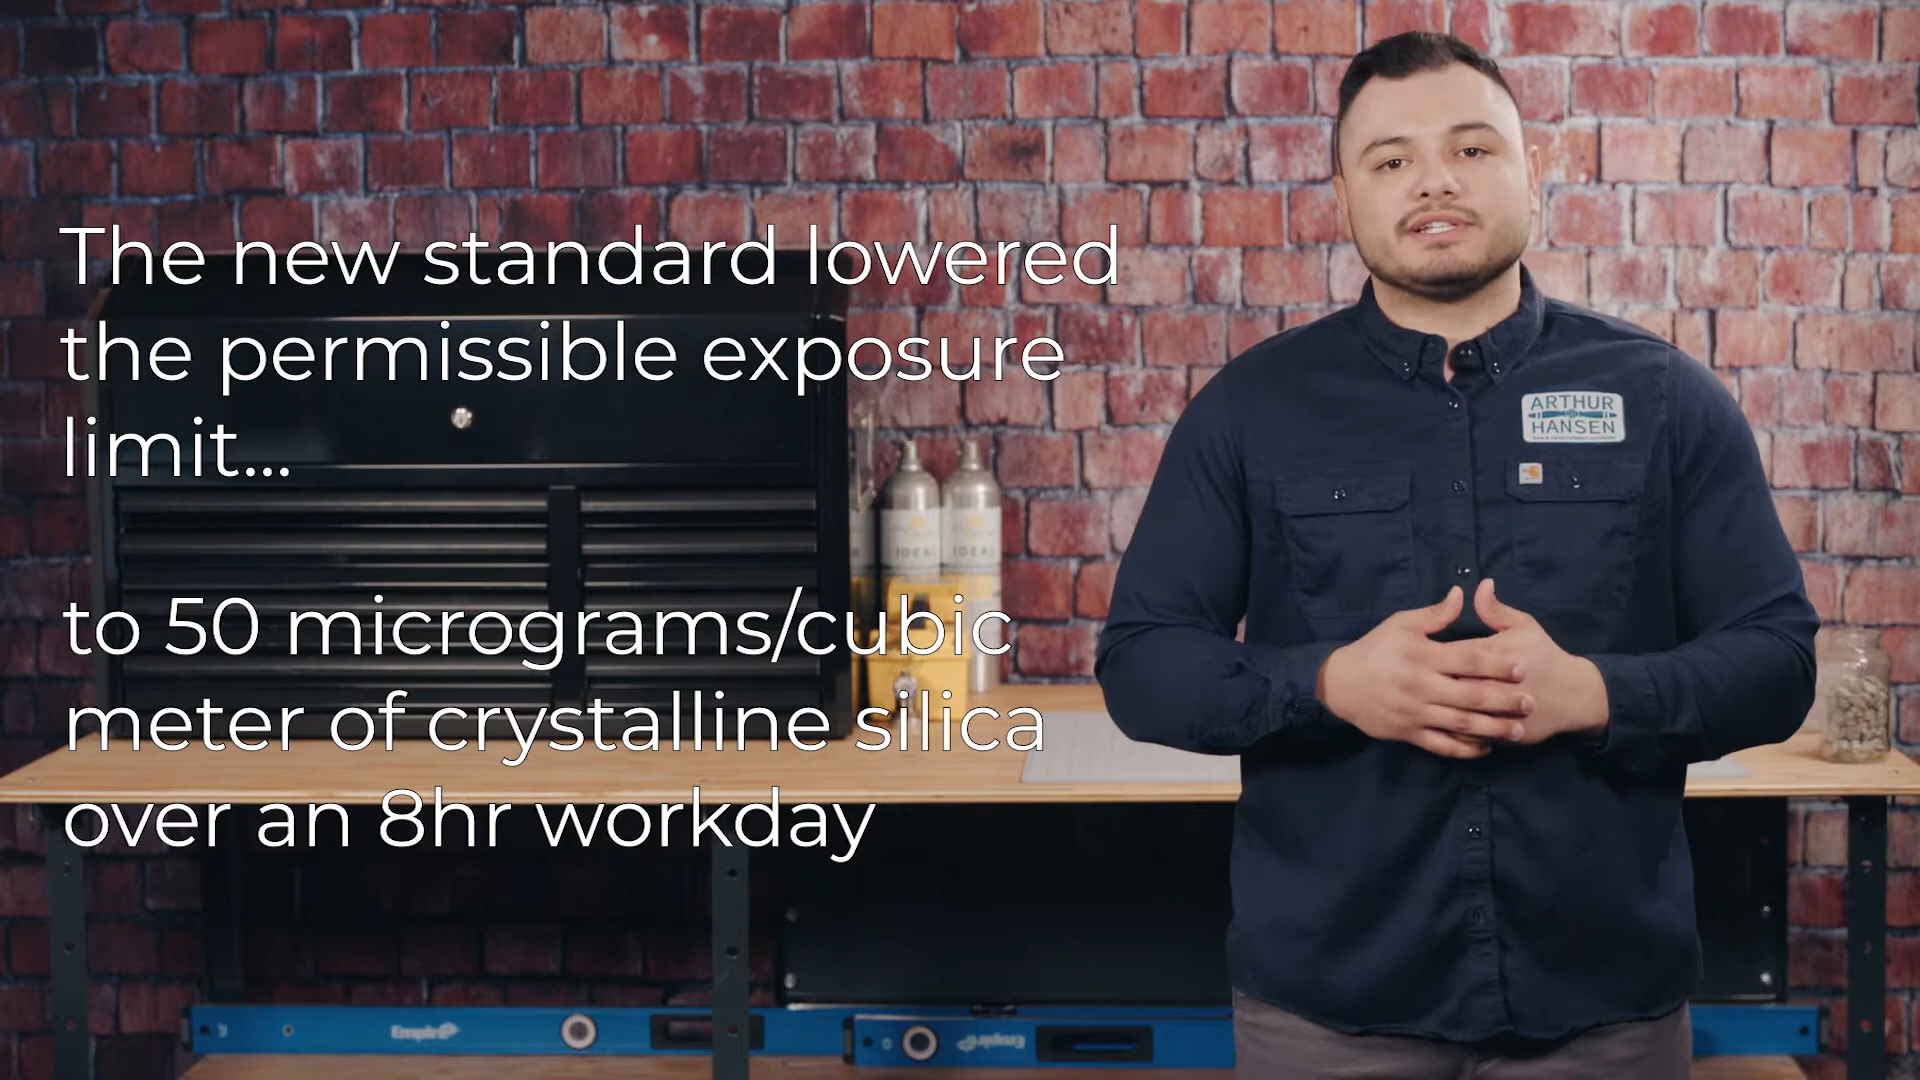 The new standard lowered
the permissible exposure
limit...
to 50 micrograms/cubic
meter of crystalline silica
over an 8hr workday
ARTHUR
HANSEN
IDEAL
IDEAL
Empire
Empire